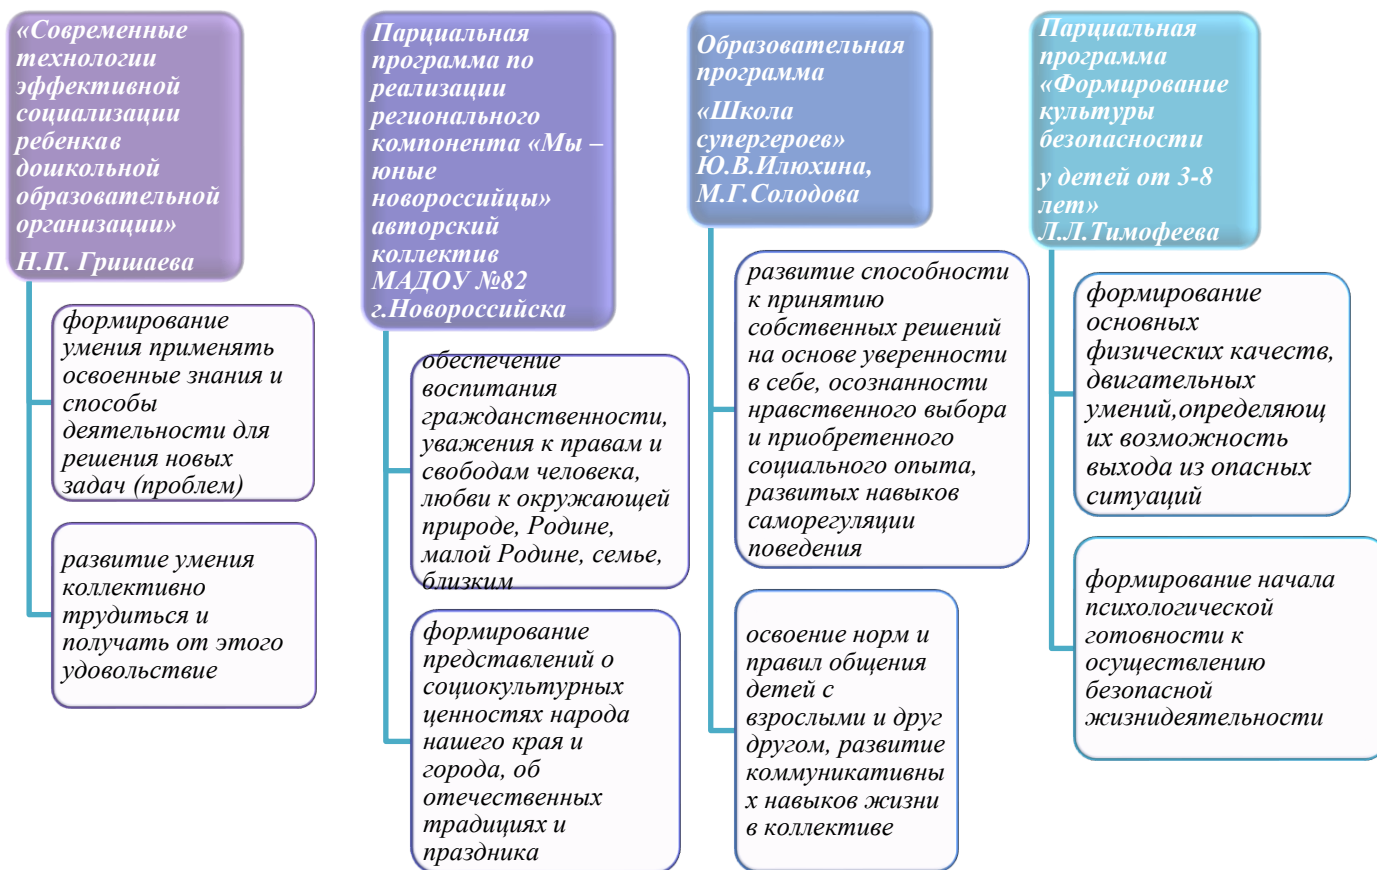 «Современные
технологии
эффективной
социализации
ребенкав
дошкольной
образовательной
организации»
Н.П. Гришаева
формирование
умения применять
освоенные знания и
способы
деятельности для
решения новых
задач (проблем)
развитие умения
коллективно
трудиться и
получать от этого
удовольствие
Парциальная
программа по
реализации
регионального
компонента «Мы –
юные
новороссийцы»
авторский
коллектив
МАДОУ №82
г.Новороссийска
обеспечение
воспитания
гражданственности,
уважения к правам и
свободам человека,
любви к окружающей
природе, Родине,
малой Родине, семье,
близким
формирование
представлений о
социокультурных
ценностях народа
нашего края и
города, об
отечественных
традициях и
праздника
Образовательная
программа
«Школа
супергероев»
Ю.В.Илюхина,
М.Г.Солодова
развитие способности
к принятию
собственных решений
на основе уверенности
в себе, осознанности
нравственного выбора
и приобретенного
социального опыта,
развитых навыков
саморегуляции
поведения
освоение норм и
правил общения
детей с
взрослыми и друг
другом, развитие
коммуникативны
х навыков жизни
в коллективе
Парциальная
программа
«Формирование
культуры
безопасности
у детей от 3-8
лет»
Л.Л.Тимофеева
формирование
основных
физических качеств,
двигательных
умений,определяющ
их возможность
выхода из опасных
ситуаций
формирование начала
психологической
готовности к
осуществлению
безопасной
жизнидеятельности